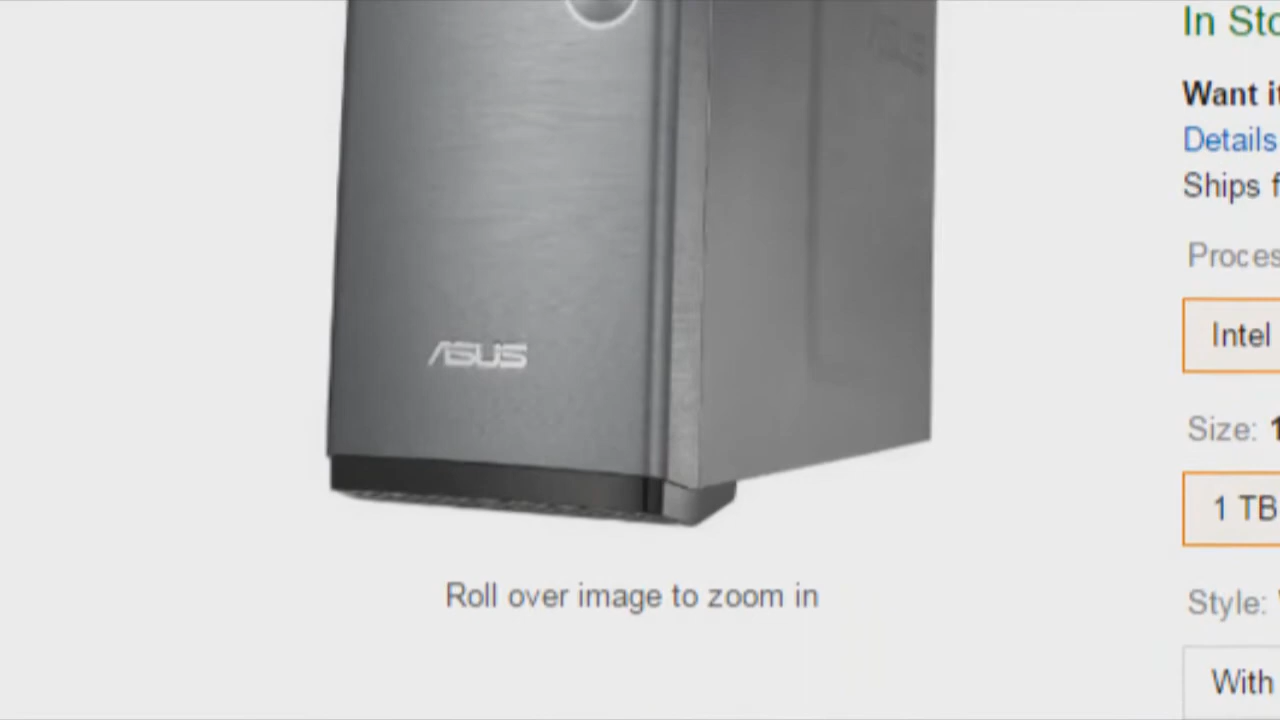 In Sto
Want it
Details
Ships f
Proces
Intel
ASUS
Size: 1
1 TB
Roll over image to zoom in
Style:
With